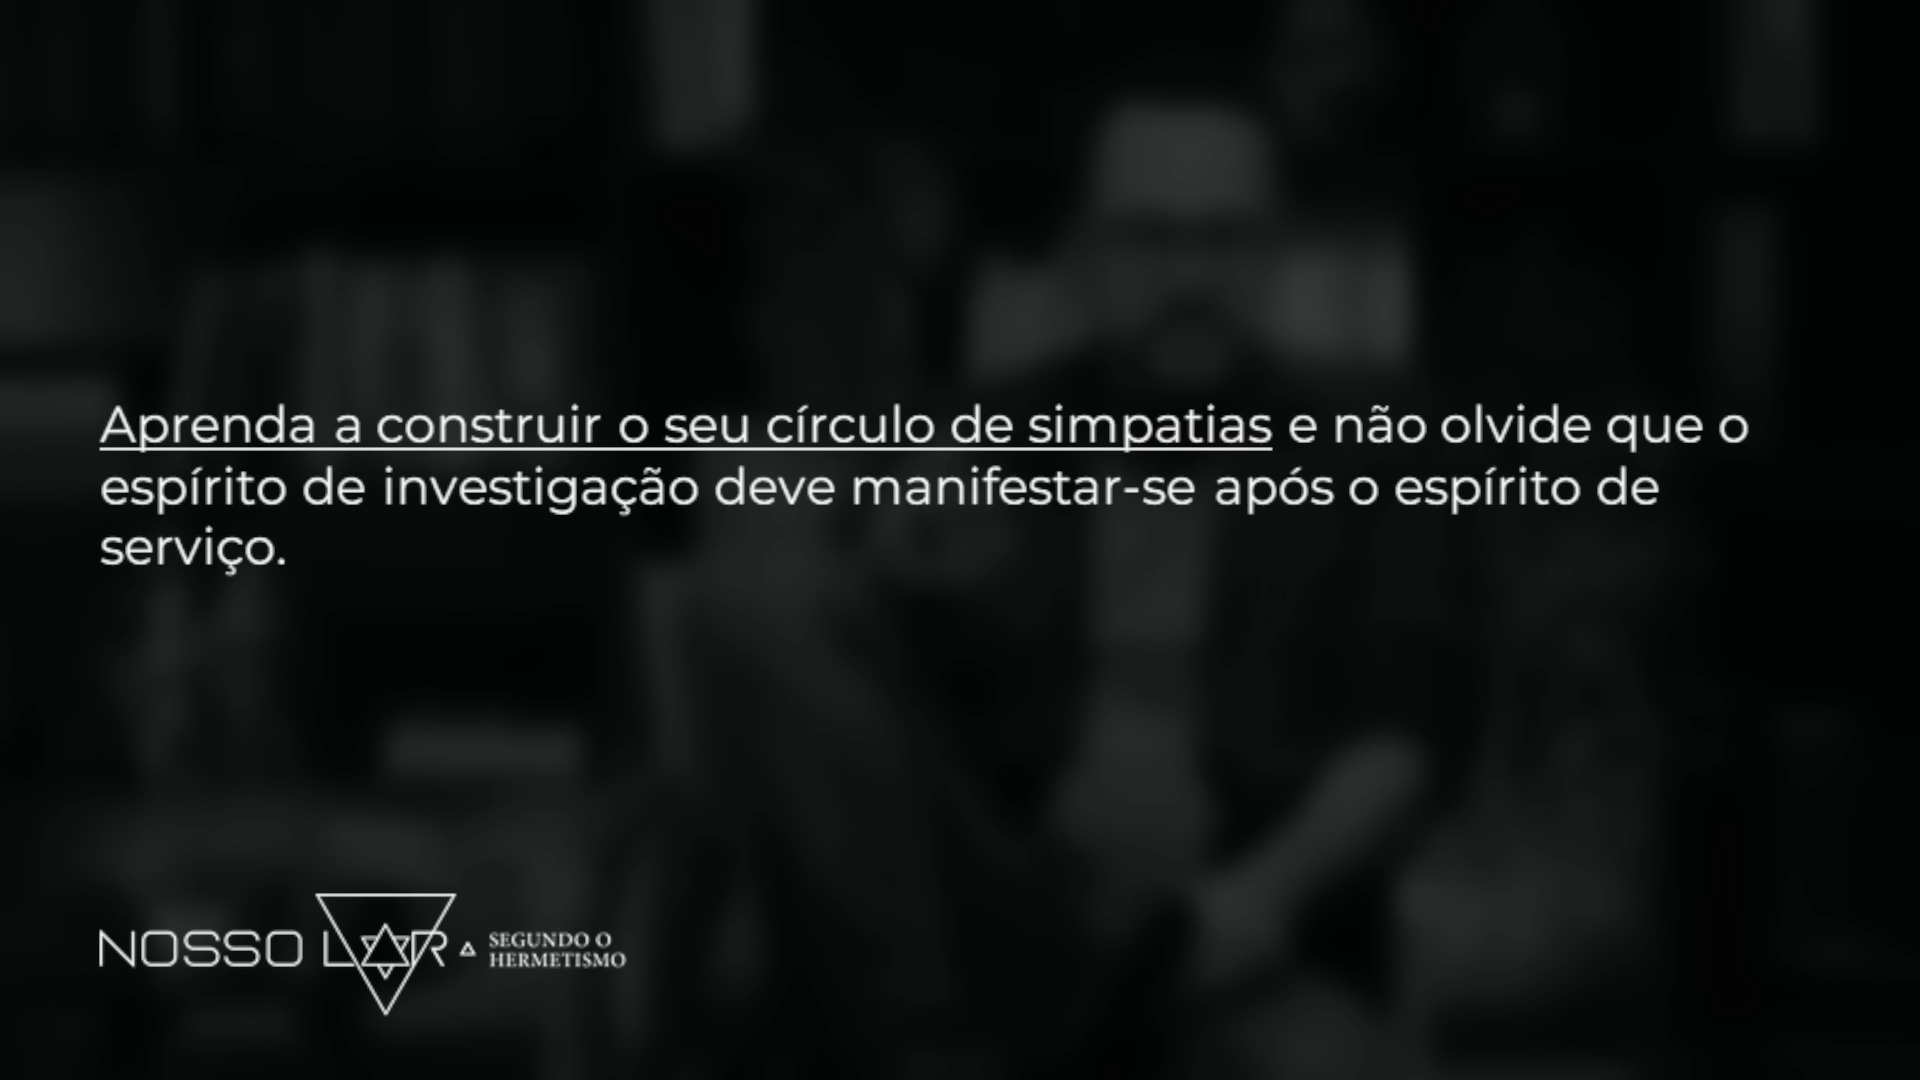 Aprenda a construir o seu círculo de simpatias e não olvide que o
espírito de investigação deve manifestar-se após o espírito de
serviço.
NOSSO LAR
SEGUNDO O
HERMETISMO